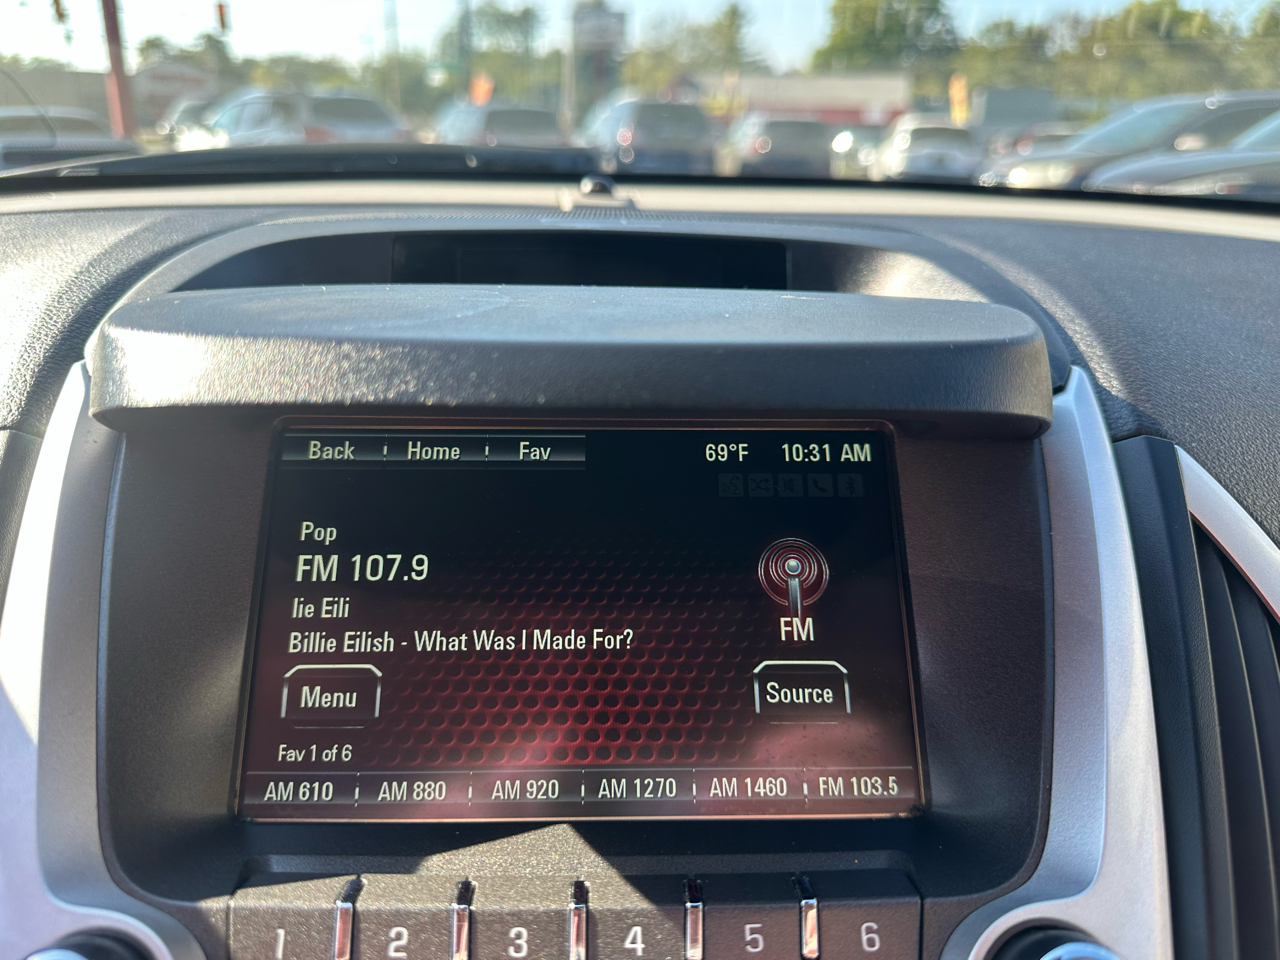 Back Home Fav 69°F 10:31 AM
Pop
FM 107.9
lie Eili
Billie Eilish - What Was I Made For?
FM
Menu Source
Fav 1 of 6
AM 610 AM 880 AM 920 AM 1270 AM 1460 FM 103.5
1 2 3 4 5 6